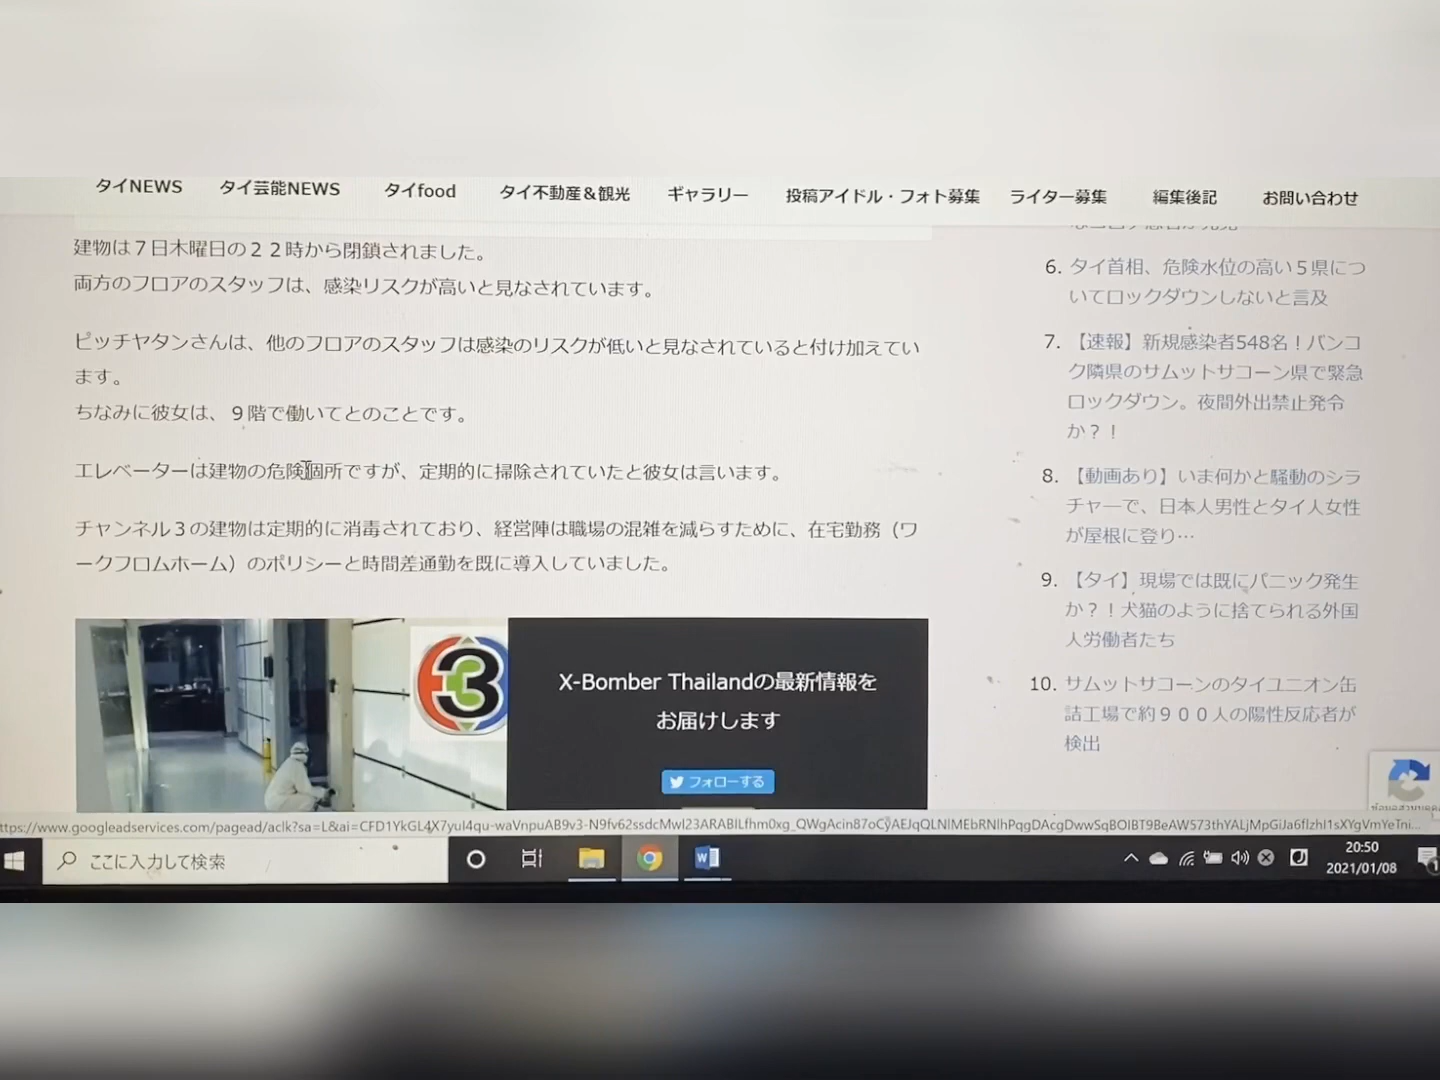 タイNEWS タイ芸能NEWS タイfood タイ不動産＆観光 ギャラリー 投稿アイドル・フォト募集 ライター募集 編集後記 お問い合わせ
建物は７日木曜日の２２時から閉鎖されました。
両方のフロアのスタッフは、感染リスクが高いと見なされています。
ピッチヤタンさんは、他のフロアのスタッフは感染のリスクが低いと見なされていると付け加えてい
ます。
ちなみに彼女は、９階で働いてとのことです。
エレベーターは建物の危険個所ですが、定期的に掃除されていたと彼女は言います。
チャンネル３の建物は定期的に消毒されており、経営陣は職場の混雑を減らすために、在宅勤務（ワ
ークフロムホーム）のポリシーと時間差通勤を既に導入していました。
3
X-Bomber Thailandの最新情報を
お届けします
フォローする
6. タイ首相、危険水位の高い５県につ
いてロックダウンしないと言及
7. 【速報】新規感染者548名！バンコ
ク隣県のサムットサコーン県で緊急
ロックダウン。夜間外出禁止発令
か？！
8. 【動画あり】いま何かと騒動のシラ
チャーで、日本人男性とタイ人女性
が屋根に登り…
9. 【タイ】現場では既にパニック発生
か？！犬猫のように捨てられる外国
人労働者たち
10. サムットサコーンのタイユニオン缶
詰工場で約９００人の陽性反応者が
検出
ここに入力して検索
20:50
2021/01/08